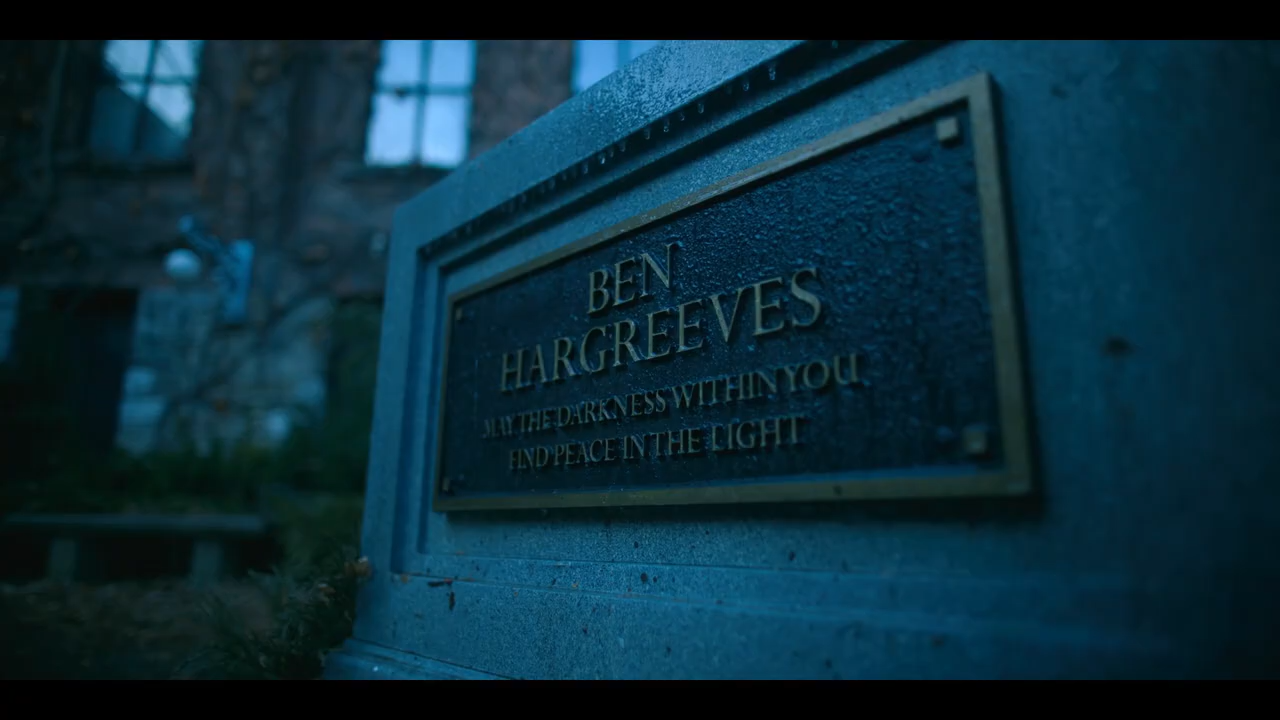 BEN
HARGREEVES
MAY THE DARKNESS WITHIN YOU
FIND PEACE IN THE LIGHT